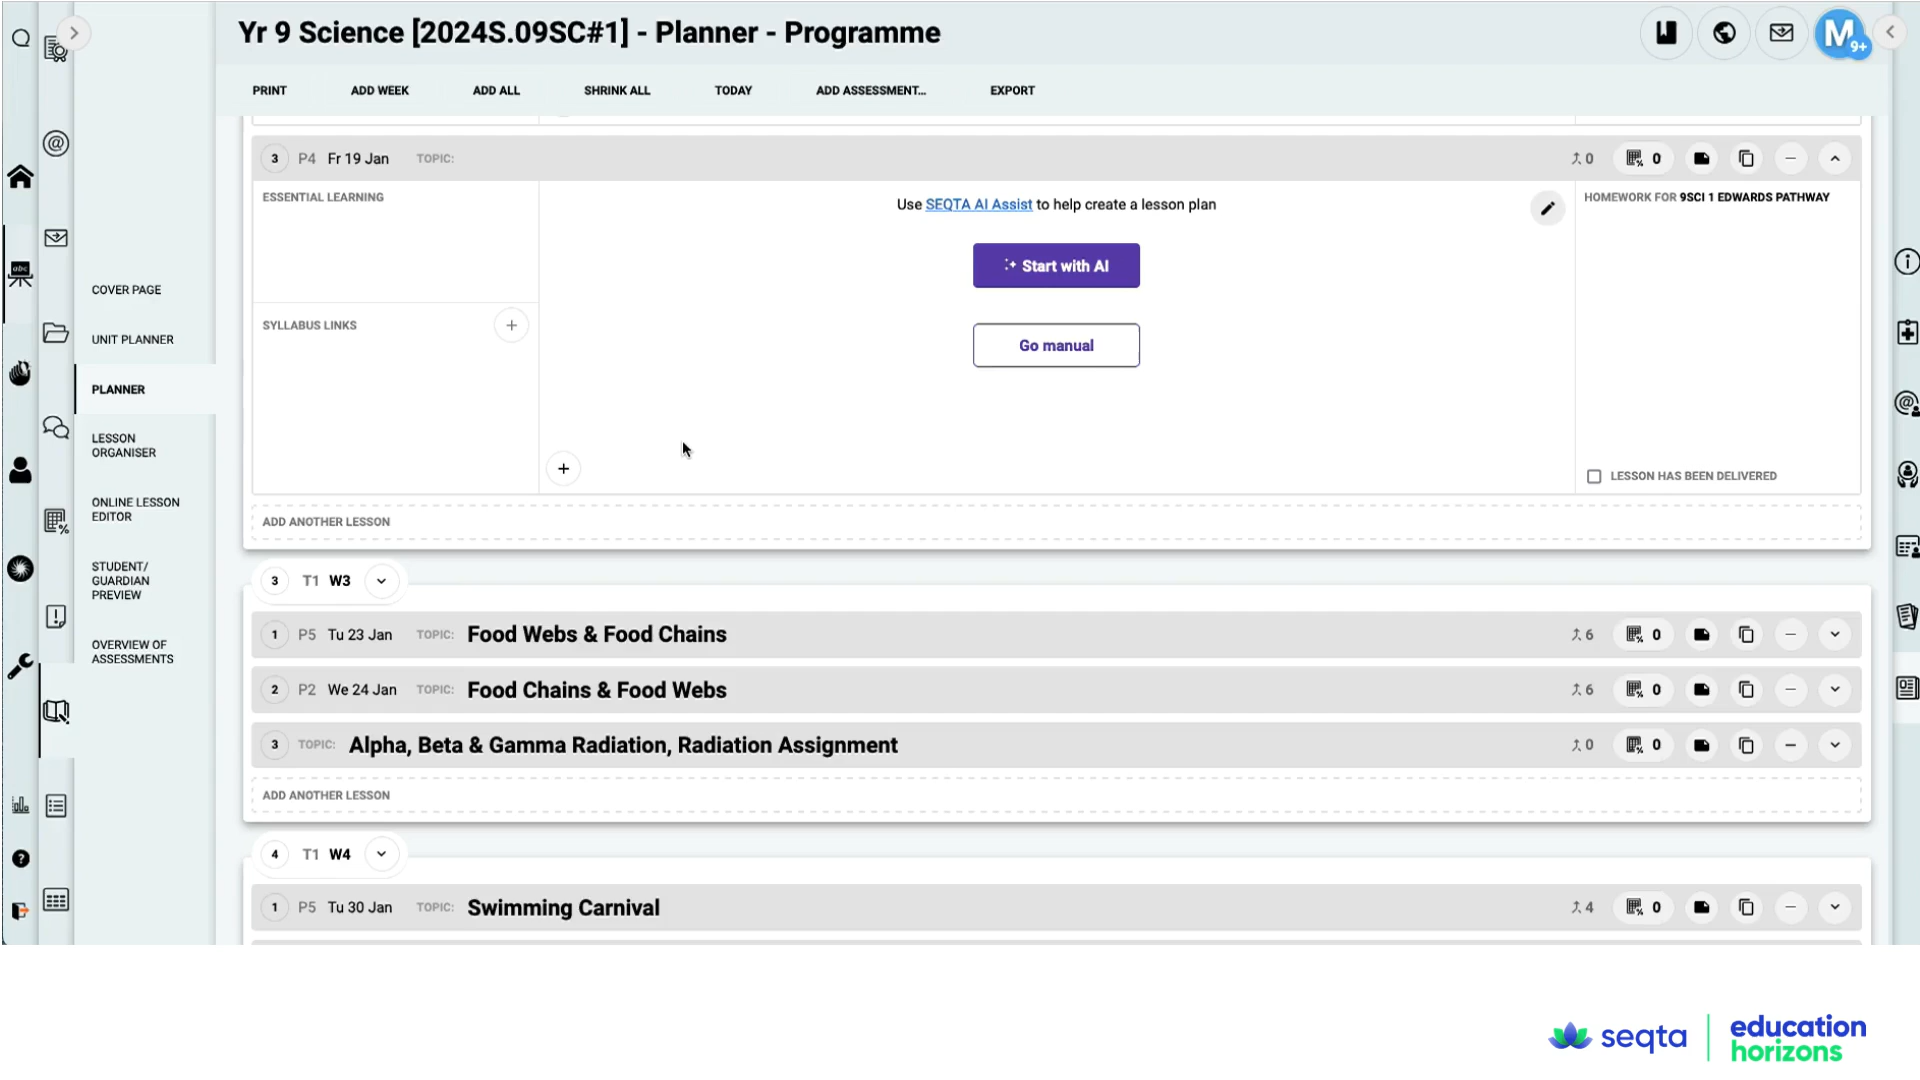 Yr 9 Science [2024S.09SC#1] - Planner - Programme
M 9+
PRINT ADD WEEK ADD ALL SHRINK ALL TODAY ADD ASSESSMENT... EXPORT
COVER PAGE
UNIT PLANNER
PLANNER
LESSON
ORGANISER
ONLINE LESSON
EDITOR
STUDENT/
GUARDIAN
PREVIEW
OVERVIEW OF
ASSESSMENTS
3 P4 Fr 19 Jan TOPIC: 0 0
ESSENTIAL LEARNING
SYLLABUS LINKS
Use SEQTA AI Assist to help create a lesson plan
Start with AI
Go manual
HOMEWORK FOR 9SCI 1 EDWARDS PATHWAY
LESSON HAS BEEN DELIVERED
ADD ANOTHER LESSON
3 T1 W3
1 P5 Tu 23 Jan TOPIC: Food Webs & Food Chains 6 0
2 P2 We 24 Jan TOPIC: Food Chains & Food Webs 6 0
3 TOPIC: Alpha, Beta & Gamma Radiation, Radiation Assignment 0 0
ADD ANOTHER LESSON
4 T1 W4
1 P5 Tu 30 Jan TOPIC: Swimming Carnival 4 0
seqta
education
horizons